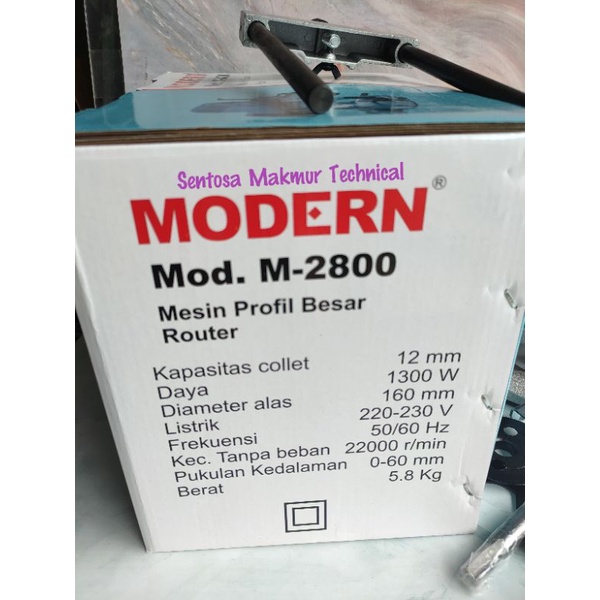 MODERN
Sentosa Makmur Technical
MODERN®
Mod. M-2800
Mesin Profil Besar
Router
Kapasitas collet 12 mm
Daya 1300 W
Diameter alas 160 mm
Listrik 220-230 V
Frekuensi 50/60 Hz
Kec. Tanpa beban 22000 r/min
Pukulan Kedalaman 0-60 mm
Berat 5.8 Kg